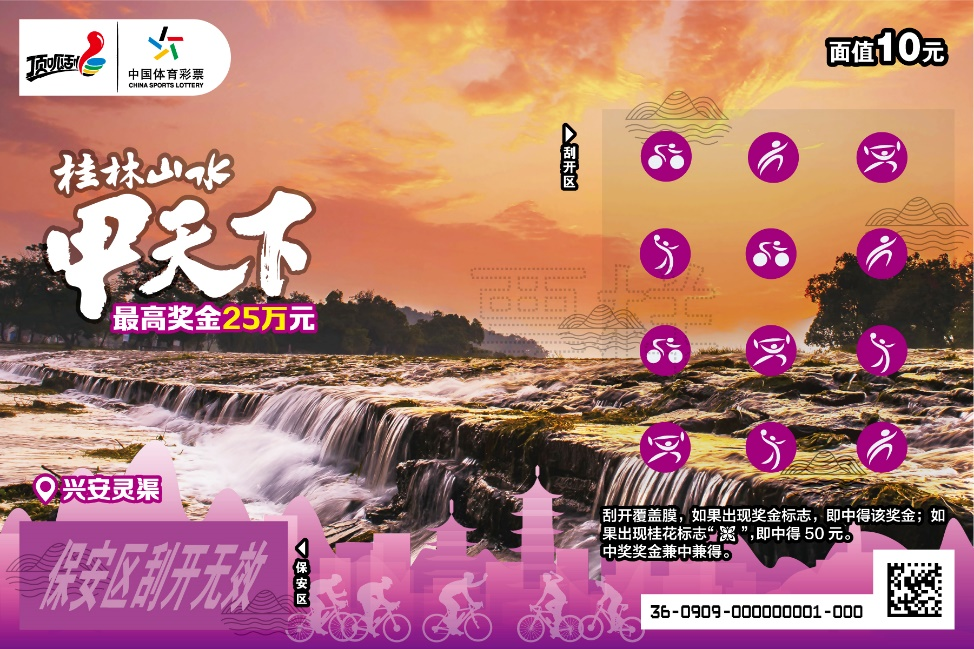 顶呱刮
中国体育彩票
CHINA SPORTS LOTTERY
面值10元
桂林山水
甲天下
最高奖金25万元
刮开区
兴安灵渠
刮开覆盖膜，如果出现奖金标志，即中得该奖金；如
果出现桂花标志“ ”，即中得 50 元。
中奖奖金兼中兼得。
保安区刮开无效
保安区
36-0909-000000001-000